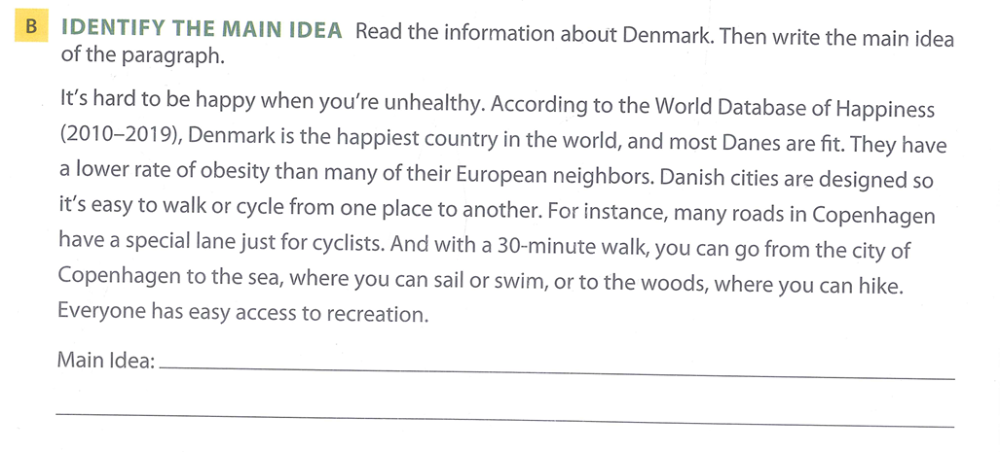 B IDENTIFY THE MAIN IDEA Read the information about Denmark. Then write the main idea
of the paragraph.
It’s hard to be happy when you’re unhealthy. According to the World Database of Happiness
(2010–2019), Denmark is the happiest country in the world, and most Danes are fit. They have
a lower rate of obesity than many of their European neighbors. Danish cities are designed so
it’s easy to walk or cycle from one place to another. For instance, many roads in Copenhagen
have a special lane just for cyclists. And with a 30-minute walk, you can go from the city of
Copenhagen to the sea, where you can sail or swim, or to the woods, where you can hike.
Everyone has easy access to recreation.
Main Idea: